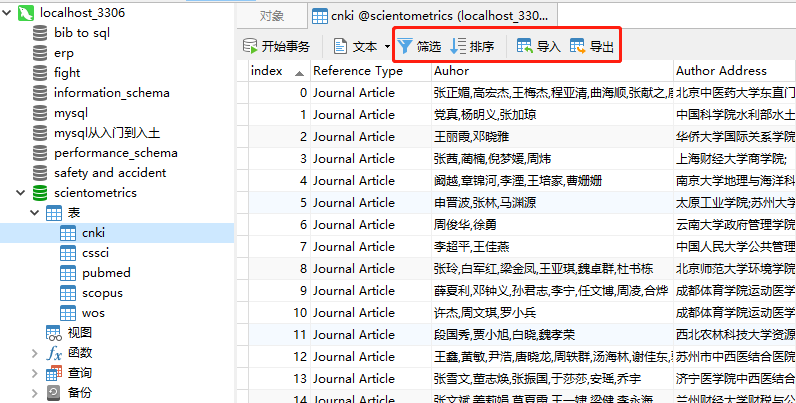 localhost_3306
bib to sql
erp
fight
information_schema
mysql
mysql从入门到入土
performance_schema
safety and accident
scientometrics
表
cnki
cssci
pubmed
scopus
wos
视图
函数
查询
备份
对象
cnki @scientometrics (localhost_330...
开始事务 文本 筛选 排序 导入 导出
index Reference Type Auhor Author Address
0 Journal Article 张正媚,高宏杰,王梅杰,程亚清,曲海顺,张献之, 北京中医药大学东直门
1 Journal Article 党真,杨明义,张加琼 中国科学院水利部水土
2 Journal Article 王丽霞,邓晓雅 华侨大学国际关系学院
3 Journal Article 张茜,蔺楠,倪梦媛,周炜 上海财经大学商学院;
4 Journal Article 阚越,章锦河,李湮,王培家,曹姗姗 南京大学地理与海洋科
5 Journal Article 申晋波,张林,马渊源 太原工业学院;苏州大学
6 Journal Article 周俊华,徐勇 云南大学政府管理学院
7 Journal Article 李超平,王佳燕 中国人民大学公共管理
8 Journal Article 张玲,白军红,梁金凤,王亚琪,魏卓群,杜书栋 北京师范大学环境学院
9 Journal Article 薛夏利,邓钟义,孙君志,李宁,任文博,周凌,合烨 成都体育学院运动医学
10 Journal Article 许杰,周文琪,罗小兵 成都体育学院运动医学
11 Journal Article 段国秀,贾小旭,白晓,魏孝荣 西北农林科技大学资源
12 Journal Article 王鑫,黄敏,尹浩,唐晓龙,周轶群,汤海林,谢佳东, 苏州市中西医结合医院
13 Journal Article 张雪文,董志焕,张振国,于莎莎,安瑶,乔宇 济宁医学院中西医结合
14 Journal Article